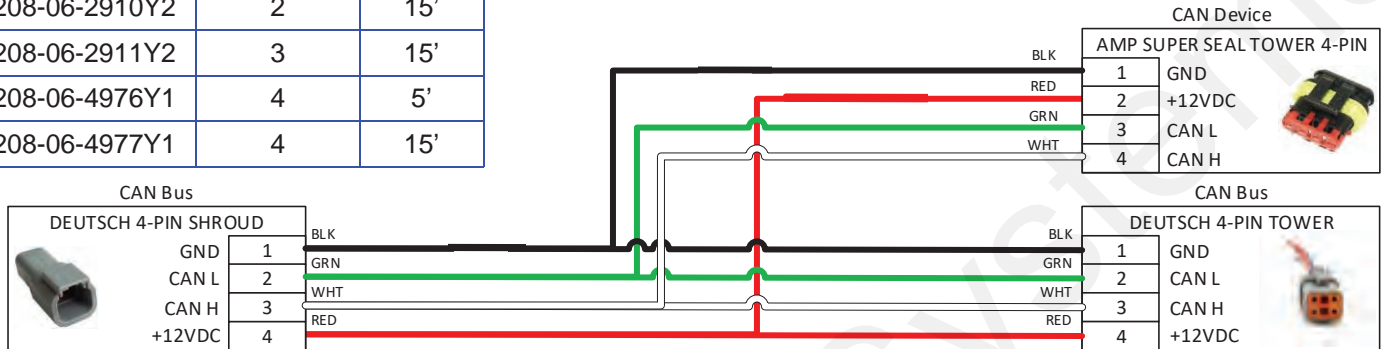 208-06-2910Y2 2 15’
208-06-2911Y2 3 15’
208-06-4976Y1 4 5’
208-06-4977Y1 4 15’
CAN Device
AMP SUPER SEAL TOWER 4-PIN
BLK 1 GND
RED 2 +12VDC
GRN 3 CAN L
WHT 4 CAN H
CAN Bus
DEUTSCH 4-PIN SHROUD
GND 1 BLK
CAN L 2 GRN
CAN H 3 WHT
+12VDC 4 RED
CAN Bus
DEUTSCH 4-PIN TOWER
BLK 1 GND
GRN 2 CAN L
WHT 3 CAN H
RED 4 +12VDC